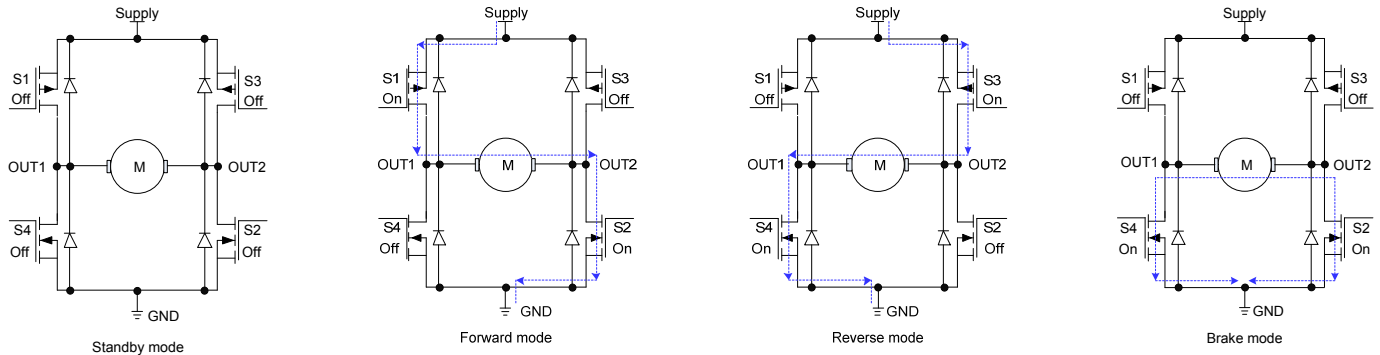 Supply
S1
Off
S3
Off
OUT1
M
OUT2
S4
Off
S2
Off
GND
Standby mode
Supply
S1
On
S3
Off
OUT1
M
OUT2
S4
Off
S2
On
GND
Forward mode
Supply
S1
Off
S3
On
OUT1
M
OUT2
S4
On
S2
Off
GND
Reverse mode
Supply
S1
Off
S3
Off
OUT1
M
OUT2
S4
On
S2
On
GND
Brake mode